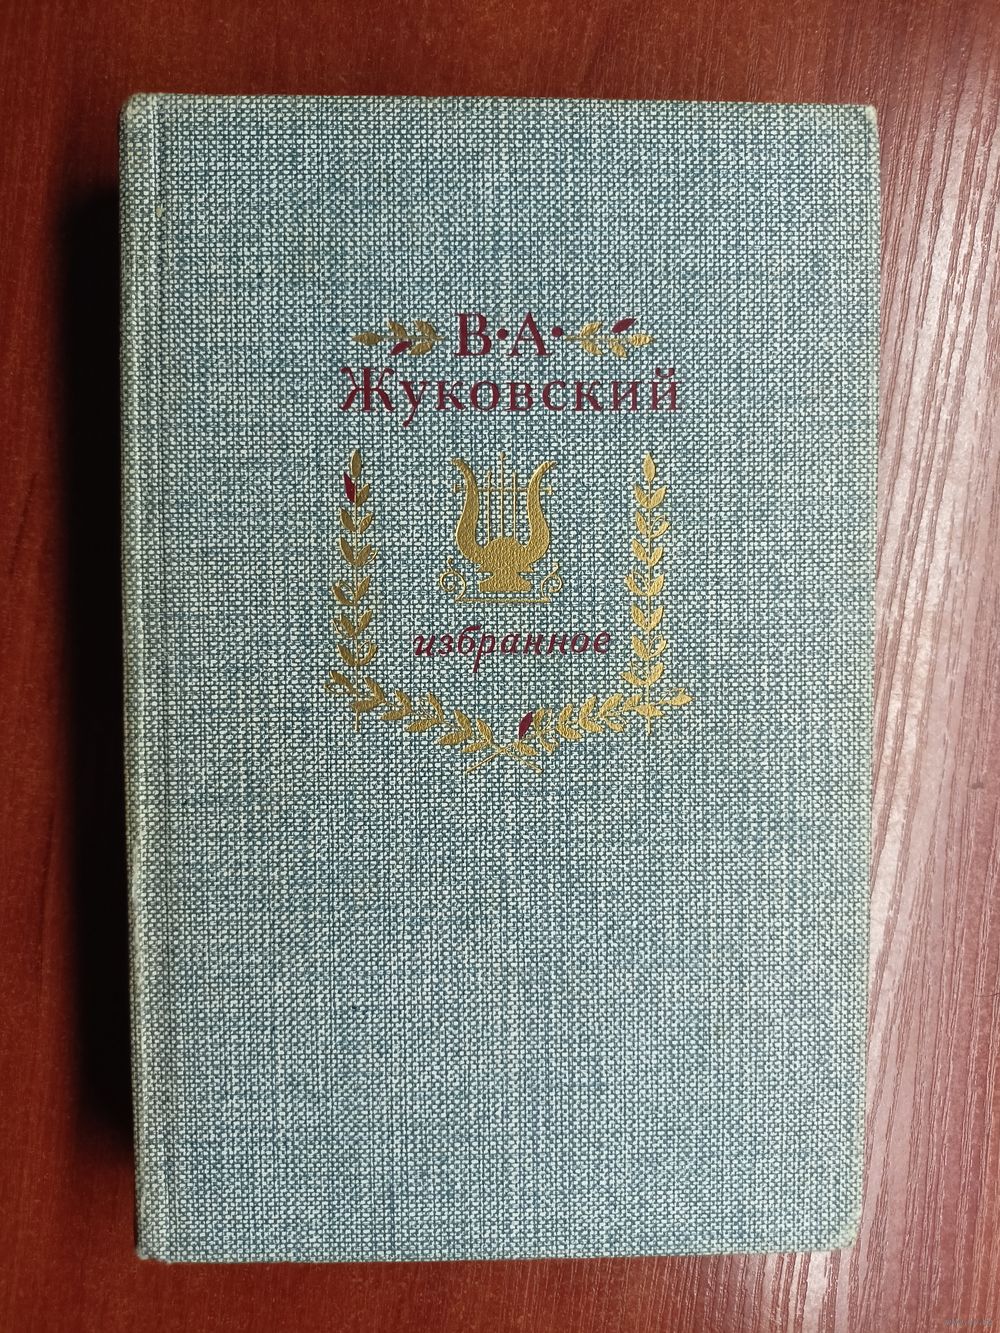 В·А·
Жуковский
избранное